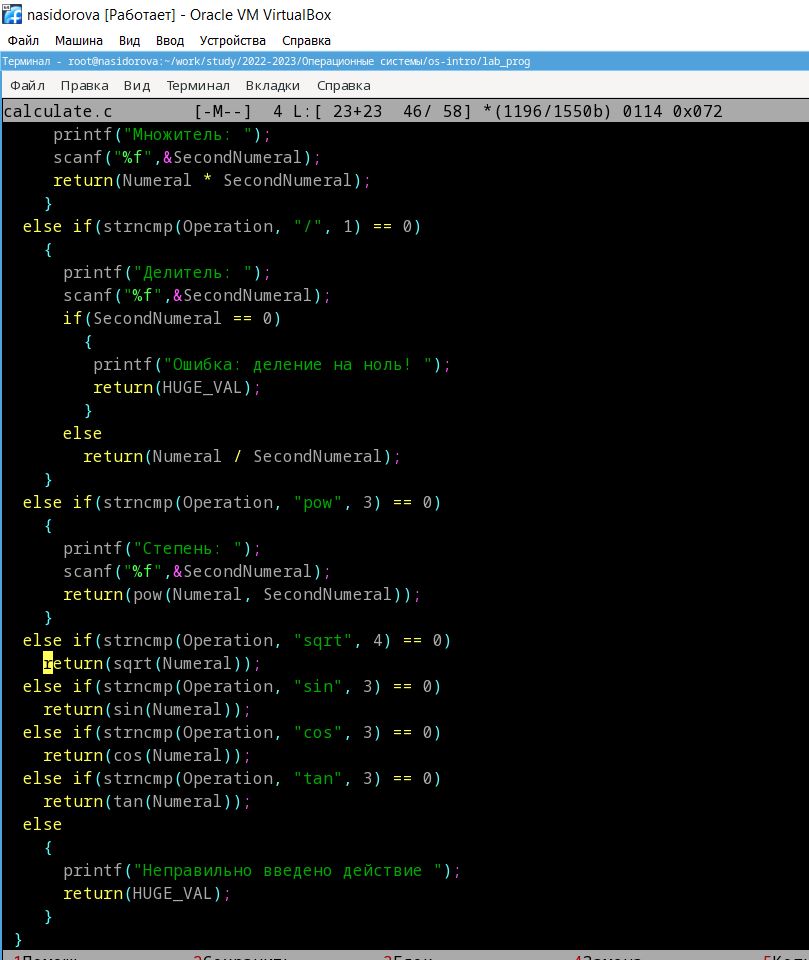 nasidorova [Работает] - Oracle VM VirtualBox
Файл Машина Вид Ввод Устройства Справка
Терминал - root@nasidorova:~/work/study/2022-2023/Операционные системы/os-intro/lab_prog
Файл Правка Вид Терминал Вкладки Справка
calculate.c [-M--] 4 L:[ 23+23 46/ 58] *(1196/1550b) 0114 0x072
printf("Множитель: ");
scanf("%f",&SecondNumeral);
return(Numeral * SecondNumeral);
}
else if(strncmp(Operation, "/", 1) == 0)
{
printf("Делитель: ");
scanf("%f",&SecondNumeral);
if(SecondNumeral == 0)
{
printf("Ошибка: деление на ноль! ");
return(HUGE_VAL);
}
else
return(Numeral / SecondNumeral);
}
else if(strncmp(Operation, "pow", 3) == 0)
{
printf("Степень: ");
scanf("%f",&SecondNumeral);
return(pow(Numeral, SecondNumeral));
}
else if(strncmp(Operation, "sqrt", 4) == 0)
return(sqrt(Numeral));
else if(strncmp(Operation, "sin", 3) == 0)
return(sin(Numeral));
else if(strncmp(Operation, "cos", 3) == 0)
return(cos(Numeral));
else if(strncmp(Operation, "tan", 3) == 0)
return(tan(Numeral));
else
{
printf("Неправильно введено действие ");
return(HUGE_VAL);
}
}